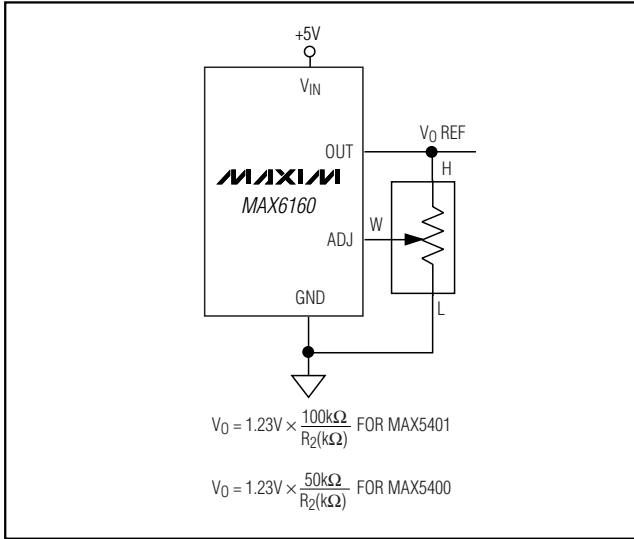 +5V
V_IN
OUT
V_O REF
H
MAXIM
MAX6160
W
ADJ
GND
L
V_O = 1.23V × 100kΩ / R_2(kΩ) FOR MAX5401
V_O = 1.23V × 50kΩ / R_2(kΩ) FOR MAX5400